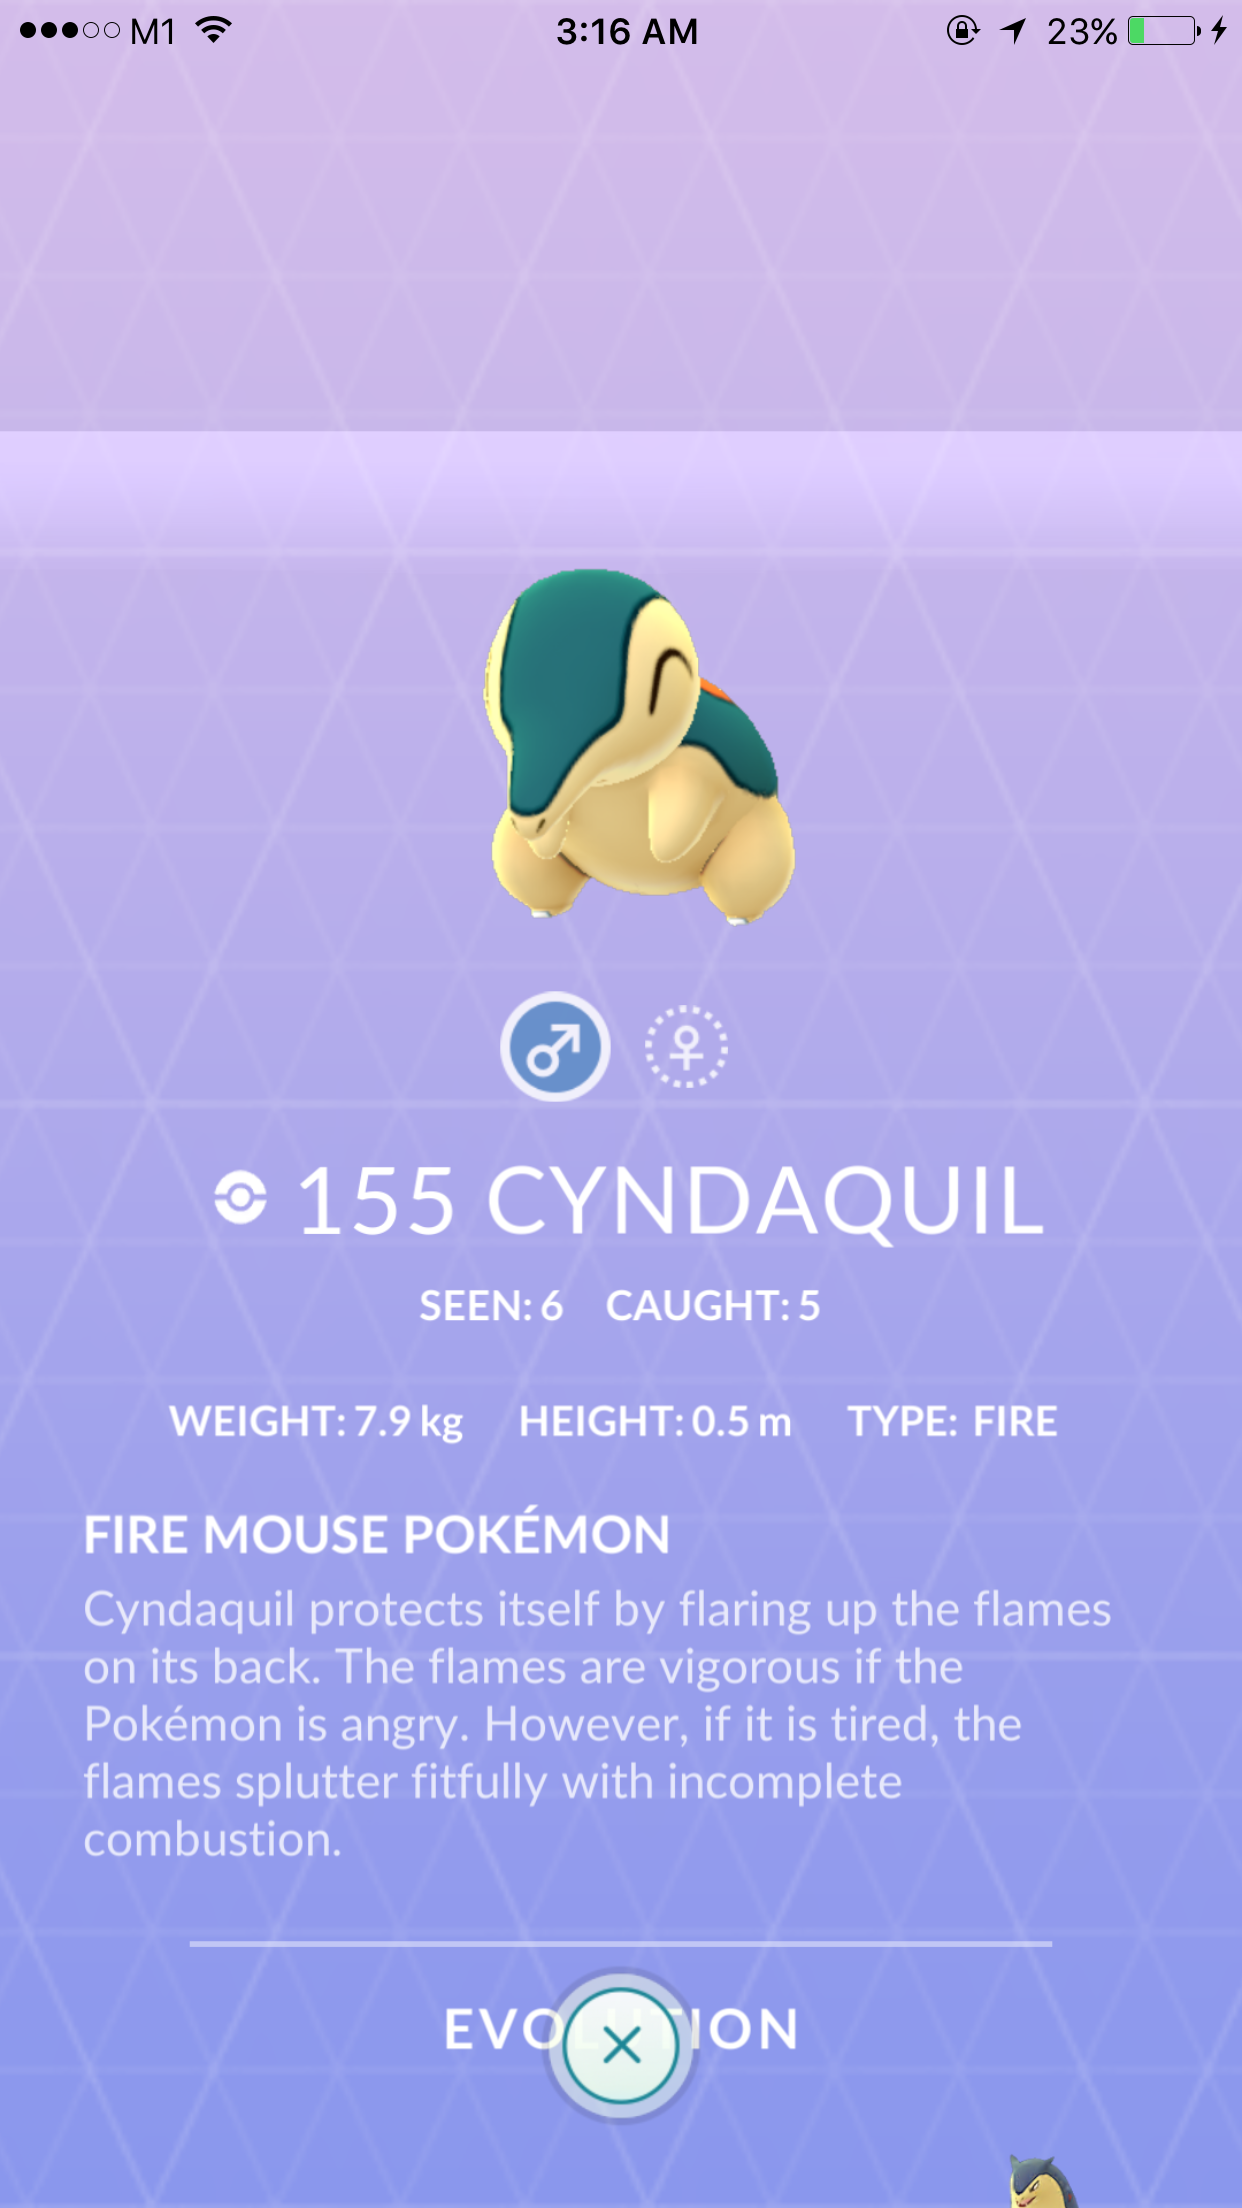 M1 3:16 AM 23%
155 CYNDAQUIL
SEEN: 6 CAUGHT: 5
WEIGHT: 7.9 kg HEIGHT: 0.5 m TYPE: FIRE
FIRE MOUSE POKÉMON
Cyndaquil protects itself by flaring up the flames
on its back. The flames are vigorous if the
Pokémon is angry. However, if it is tired, the
flames splutter fitfully with incomplete
combustion.
EVOLUTION